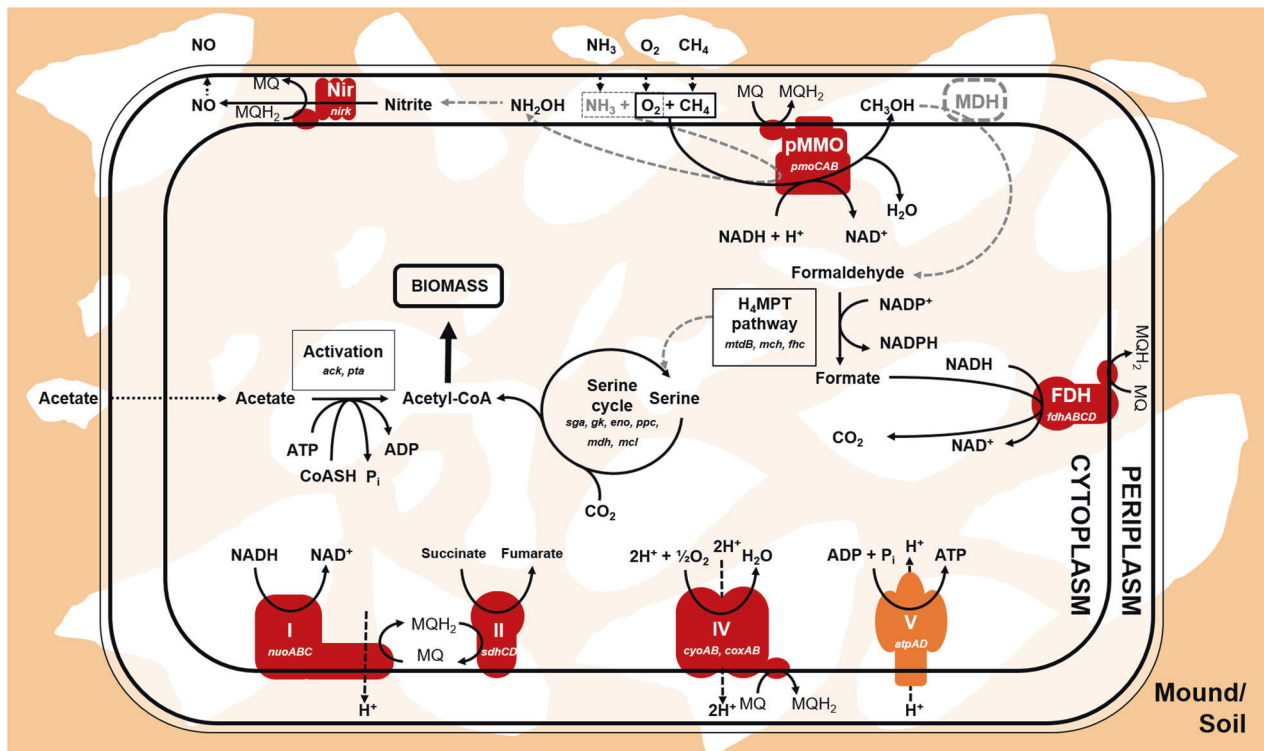 NO
NH₃
O₂
CH₄
MQ
NO
MQH₂
Nir
nirk
Nitrite
NH₂OH
NH₃ + O₂ + CH₄
MQ
MQH₂
CH₃OH
MDH
pMMO
pmoCAB
H₂O
NADH + H⁺
NAD⁺
Formaldehyde
BIOMASS
H₄MPT
pathway
mtdB, mch, fhc
NADP⁺
NADPH
Formate
NADH
FDH
fdhABCD
MQH₂
MQ
CO₂
NAD⁺
Activation
ack, pta
Acetate
Acetate
Acetyl-CoA
ATP
CoASH
Pᵢ
ADP
Serine
cycle
sga, gk, eno, ppc,
mdh, mcl
Serine
CO₂
CYTOPLASM
PERIPLASM
NADH
NAD⁺
I
nuoABC
H⁺
MQH₂
MQ
Succinate
Fumarate
II
sdhCD
2H⁺ + ½O₂
2H⁺
H₂O
IV
cyoAB, coxAB
2H⁺
MQ
MQH₂
ADP + Pᵢ
H⁺
ATP
V
atpAD
H⁺
Mound/
Soil